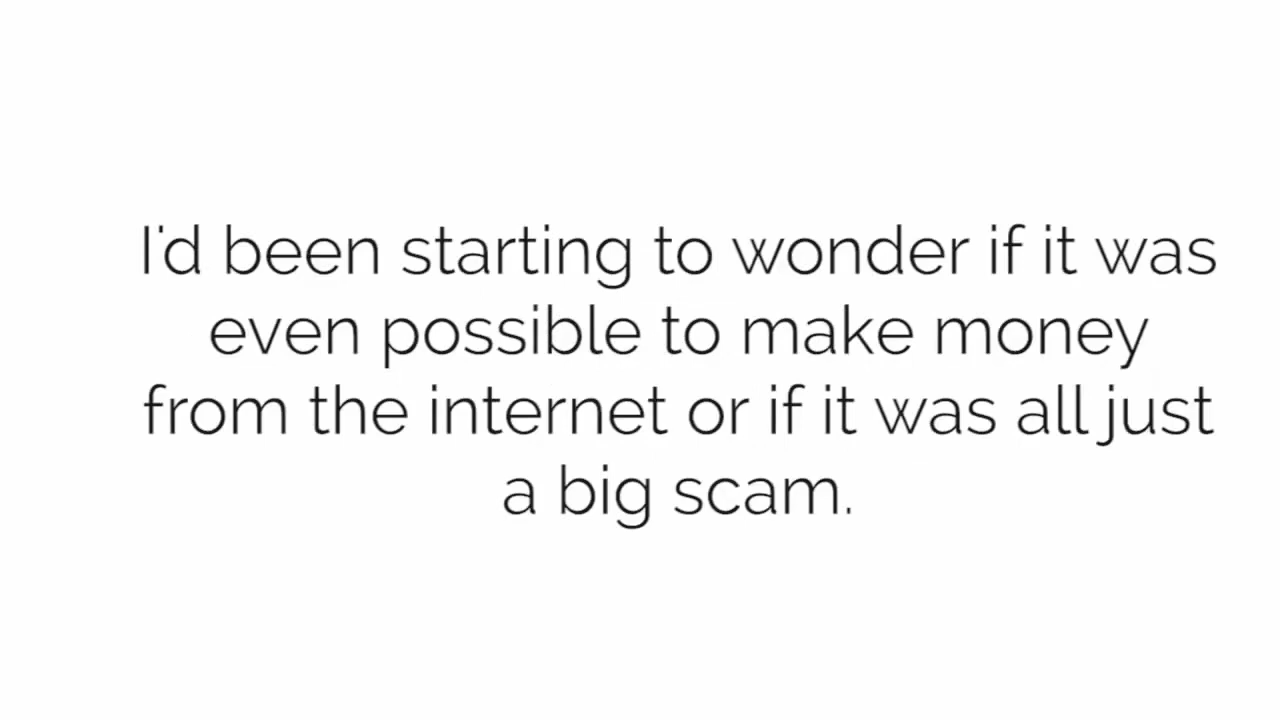 I'd been starting to wonder if it was
even possible to make money
from the internet or if it was all just
a big scam.